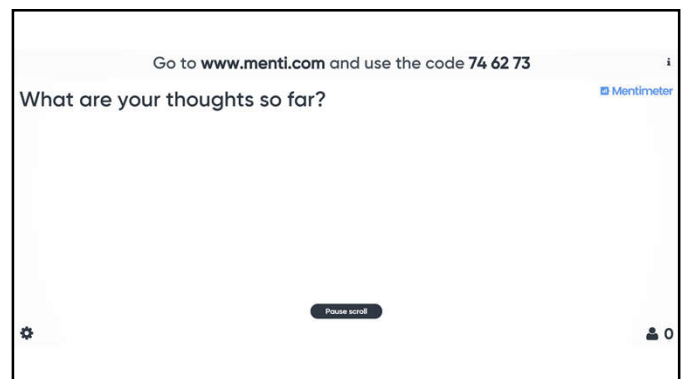 Go to www.menti.com and use the code 74 62 73
i
What are your thoughts so far?
Mentimeter
Pause scroll
0